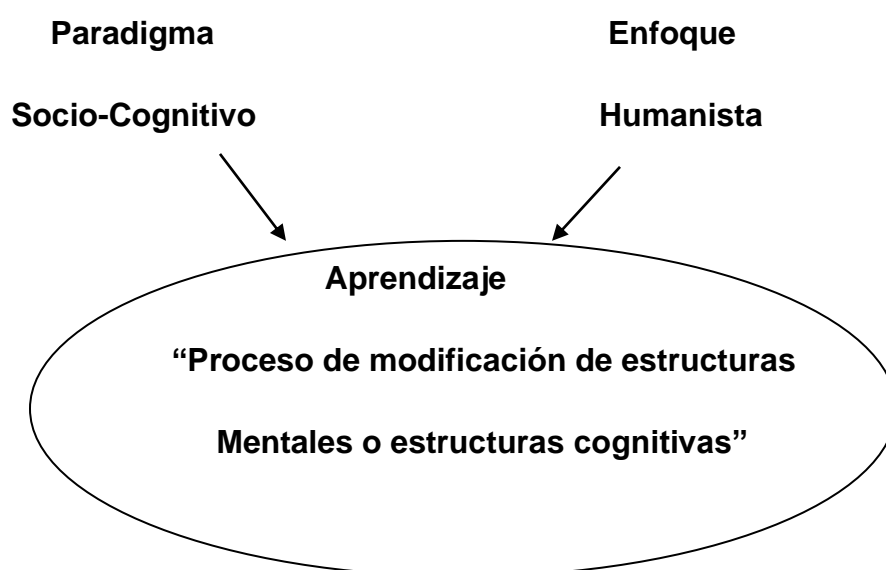 Paradigma
Enfoque
Socio-Cognitivo
Humanista
Aprendizaje
“Proceso de modificación de estructuras
Mentales o estructuras cognitivas”